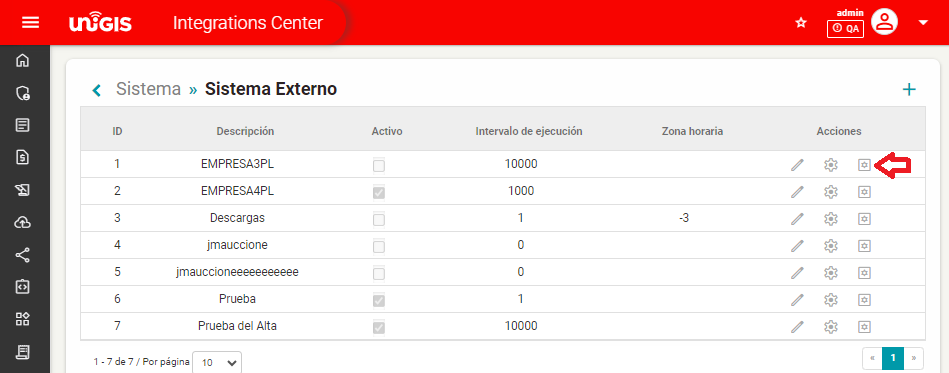 UNIGIS Integrations Center admin
QA
Sistema » Sistema Externo
ID Descripción Activo Intervalo de ejecución Zona horaria Acciones
1 EMPRESA3PL 10000
2 EMPRESA4PL 1000
3 Descargas 1 -3
4 jmauccione 0
5 jmauccioneeeeeeeeeeee 0
6 Prueba 1
7 Prueba del Alta 10000
1 - 7 de 7 / Por página 10 « 1 »